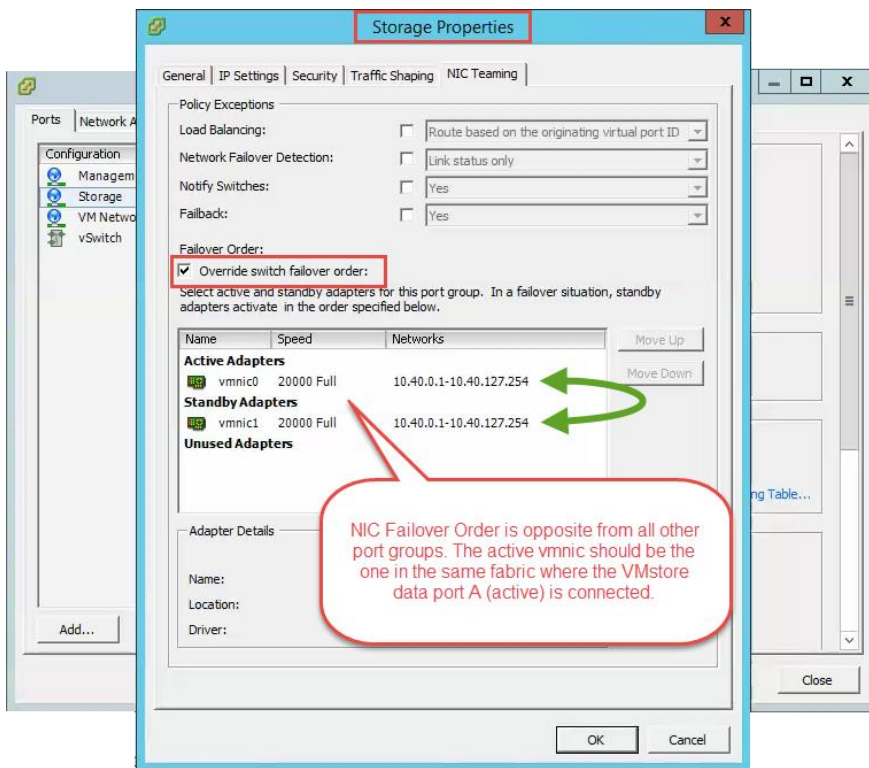 Storage Properties
x
General
IP Settings
Security
Traffic Shaping
NIC Teaming
Policy Exceptions
Load Balancing:
Route based on the originating virtual port ID
Network Failover Detection:
Link status only
Notify Switches:
Yes
Failback:
Yes
Failover Order:
Override switch failover order:
Select active and standby adapters for this port group. In a failover situation, standby
adapters activate in the order specified below.
Name Speed Networks
Move Up
Move Down
Active Adapters
vmnic0 20000 Full 10.40.0.1-10.40.127.254
Standby Adapters
vmnic1 20000 Full 10.40.0.1-10.40.127.254
Unused Adapters
NIC Failover Order is opposite from all other
port groups. The active vmnic should be the
one in the same fabric where the VMstore
data port A (active) is connected.
Adapter Details
Name:
Location:
Driver:
OK
Cancel
Ports
Network A
Configuration
Managem
Storage
VM Netwo
vSwitch
Add...
x
ng Table...
Close